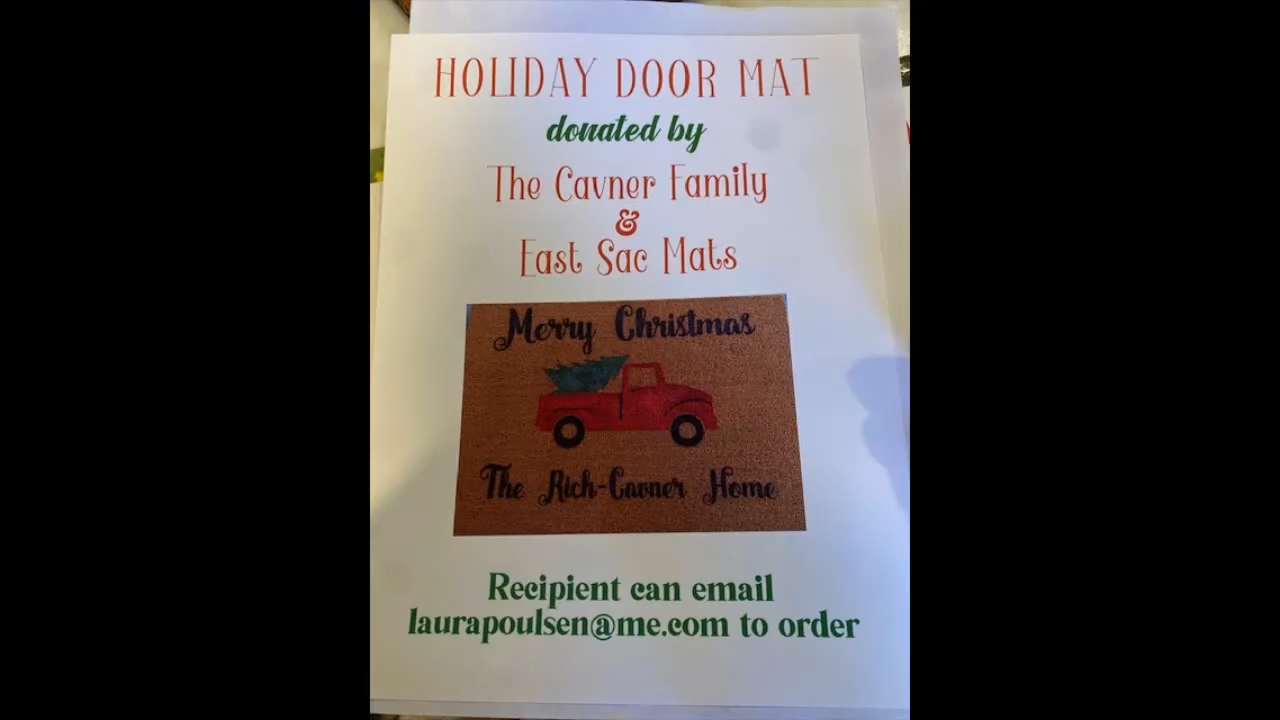 HOLIDAY DOOR MAT
donated by
The Cavner Family
&
East Sac Mats
Merry Christmas
The Rich-Cavner Home
Recipient can email
laurapoulsen@me.com to order